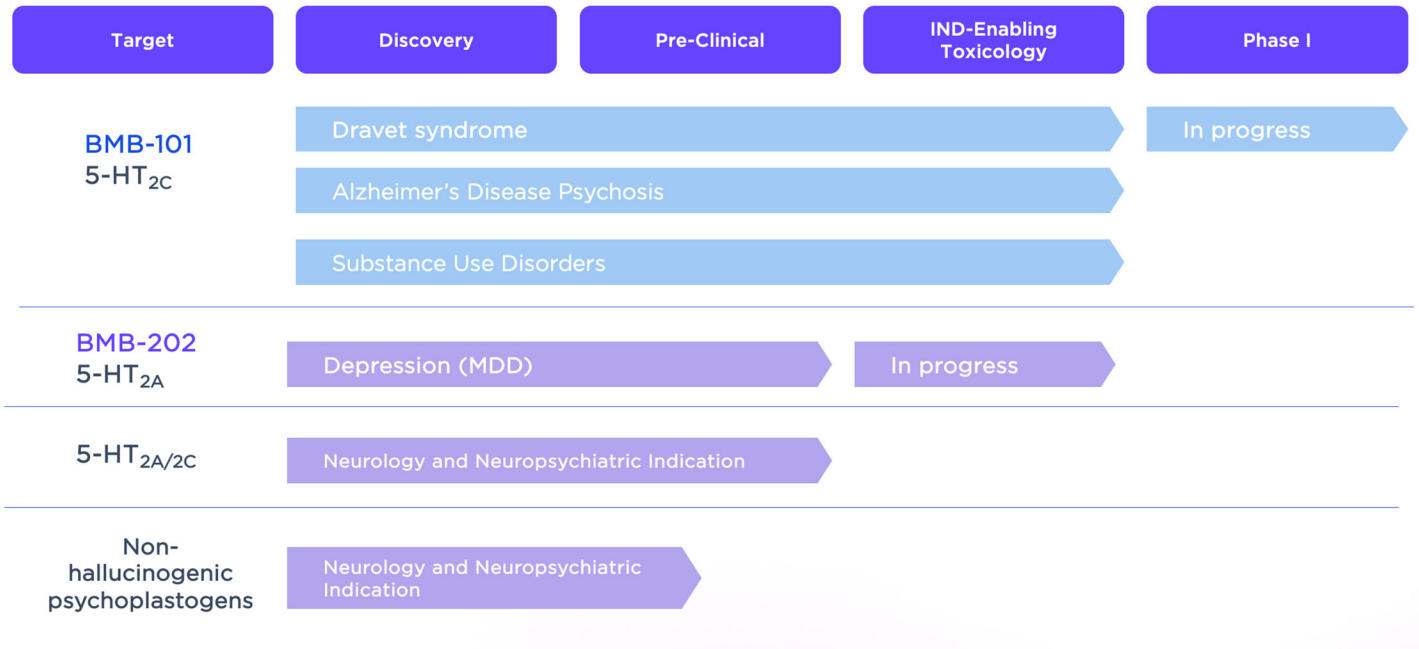 Target
Discovery
Pre-Clinical
IND-Enabling
Toxicology
Phase I
BMB-101
5-HT₂C
Dravet syndrome
In progress
Alzheimer’s Disease Psychosis
Substance Use Disorders
BMB-202
5-HT₂A
Depression (MDD)
In progress
5-HT₂A/₂C
Neurology and Neuropsychiatric Indication
Non-
hallucinogenic
psychoplastogens
Neurology and Neuropsychiatric
Indication